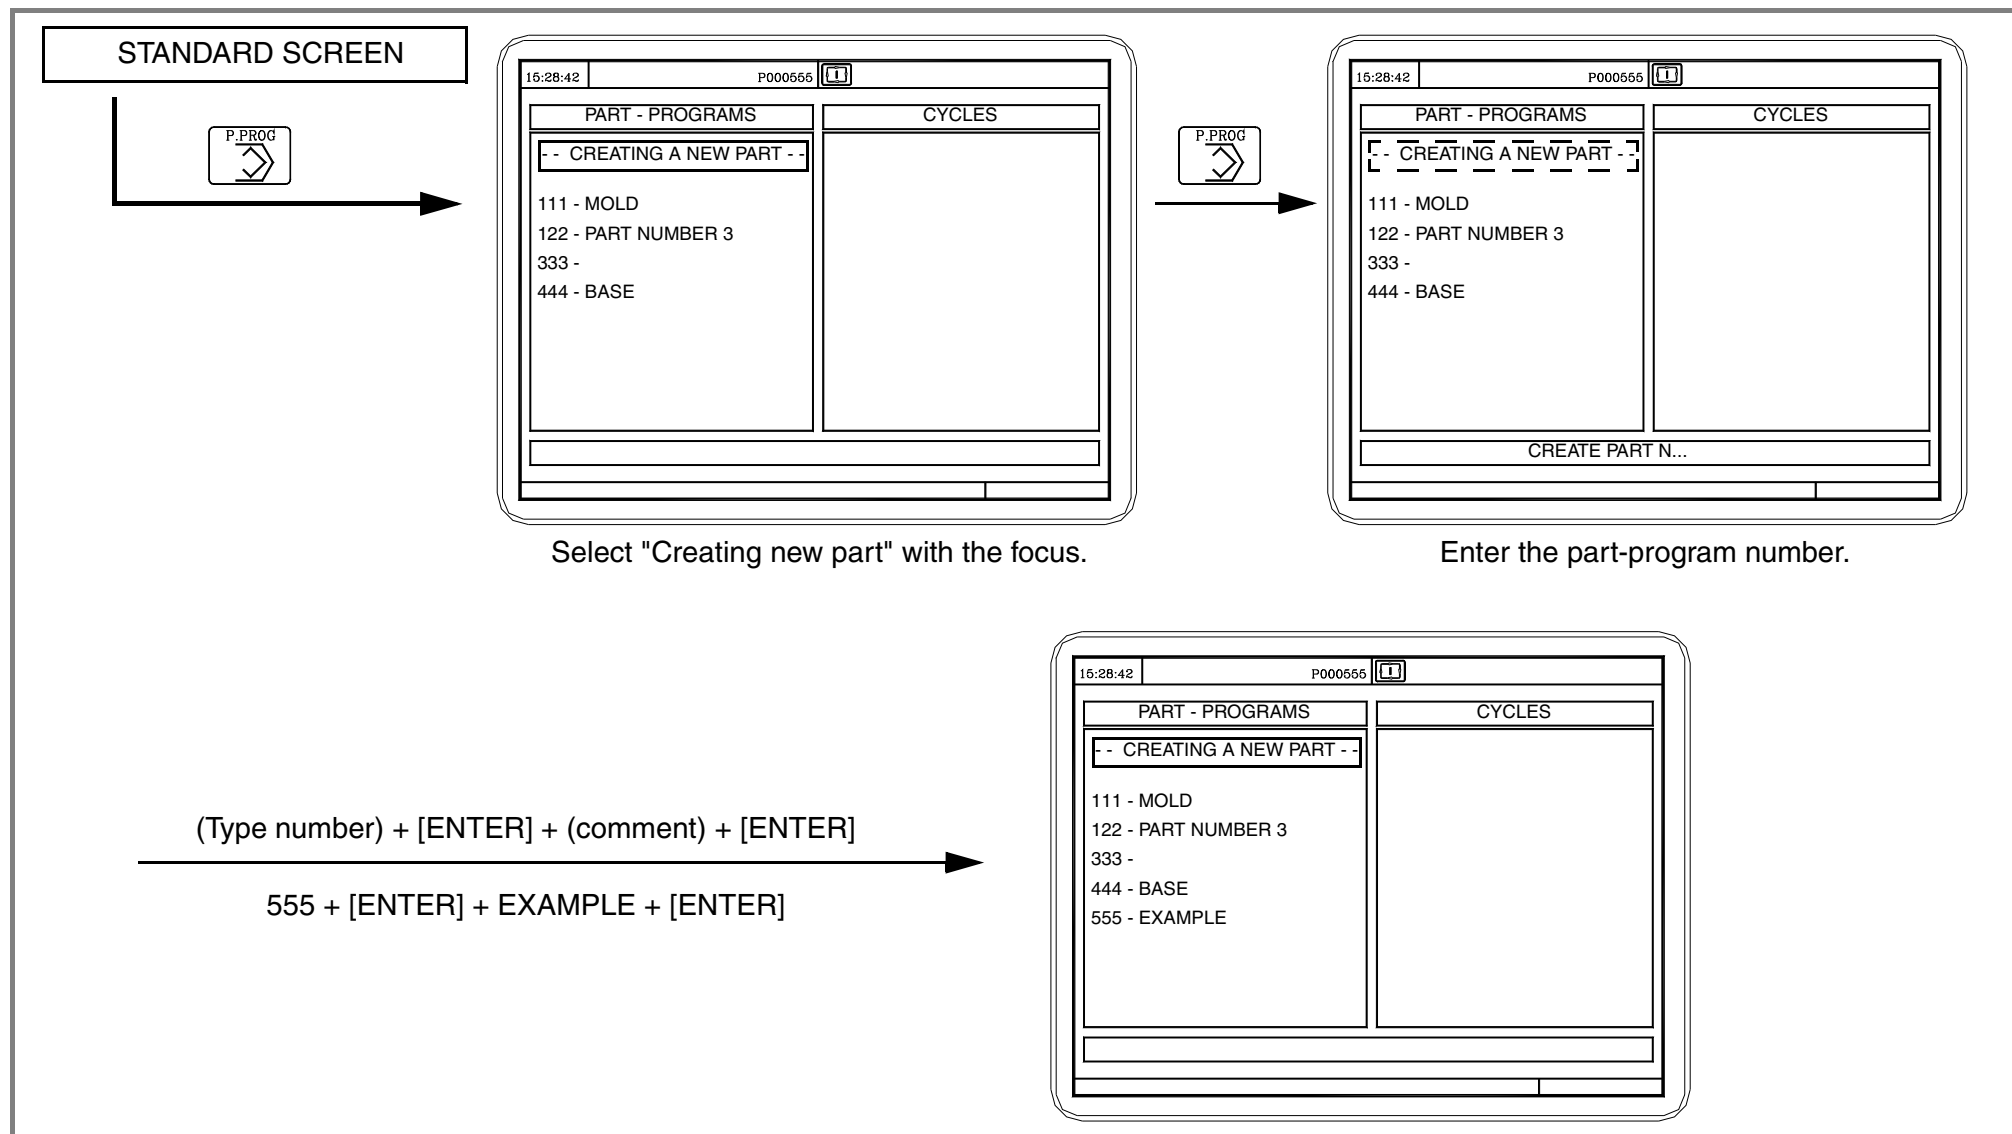 STANDARD SCREEN
P.PROG
15:28:42 P000555
PART - PROGRAMS CYCLES
- - CREATING A NEW PART - -
111 - MOLD
122 - PART NUMBER 3
333 -
444 - BASE
Select "Creating new part" with the focus.
P.PROG
15:28:42 P000555
PART - PROGRAMS CYCLES
- - CREATING A NEW PART - -
111 - MOLD
122 - PART NUMBER 3
333 -
444 - BASE
CREATE PART N...
Enter the part-program number.
(Type number) + [ENTER] + (comment) + [ENTER]
555 + [ENTER] + EXAMPLE + [ENTER]
15:28:42 P000555
PART - PROGRAMS CYCLES
- - CREATING A NEW PART - -
111 - MOLD
122 - PART NUMBER 3
333 -
444 - BASE
555 - EXAMPLE